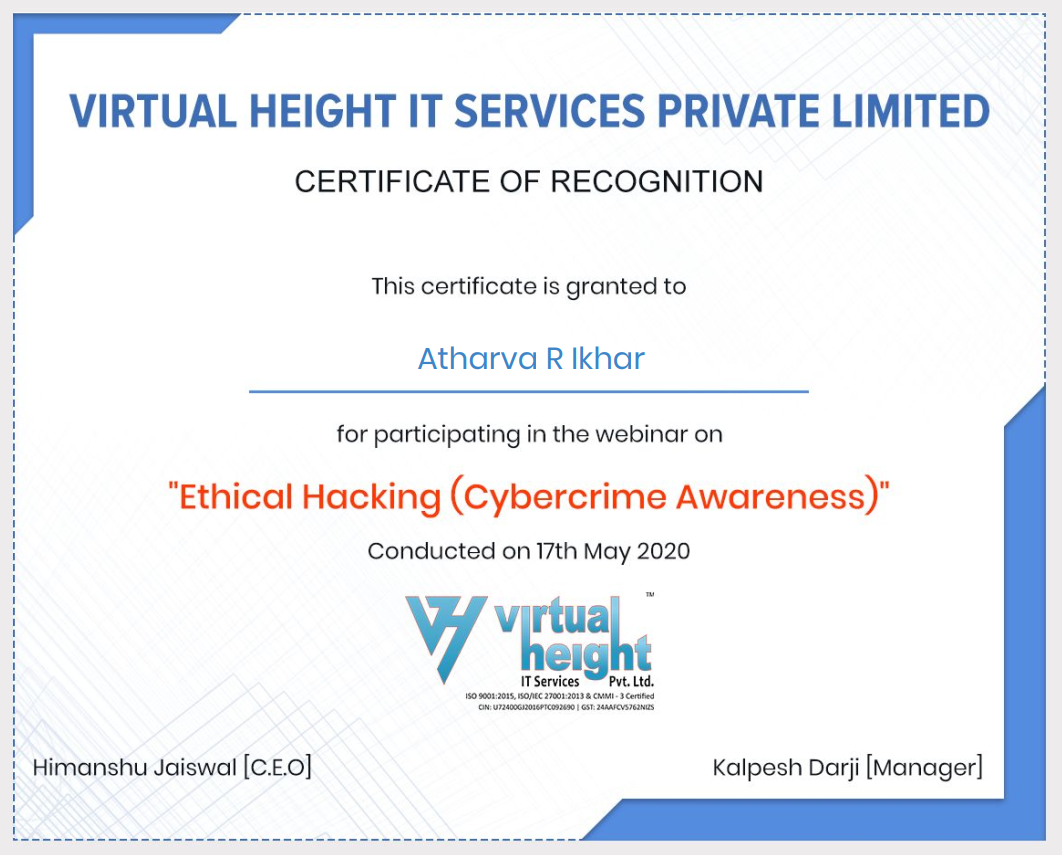 VIRTUAL HEIGHT IT SERVICES PRIVATE LIMITED
CERTIFICATE OF RECOGNITION
This certificate is granted to
Atharva R Ikhar
for participating in the webinar on
"Ethical Hacking (Cybercrime Awareness)"
Conducted on 17th May 2020
VH virtual TM
height
IT Services Pvt. Ltd.
ISO 9001:2015, ISO/IEC 27001:2013 & CMMI - 3 Certified
CIN: U72400GJ2016PTC092690 | GST: 24AAFCV5762NIZS
Himanshu Jaiswal [C.E.O] Kalpesh Darji [Manager]